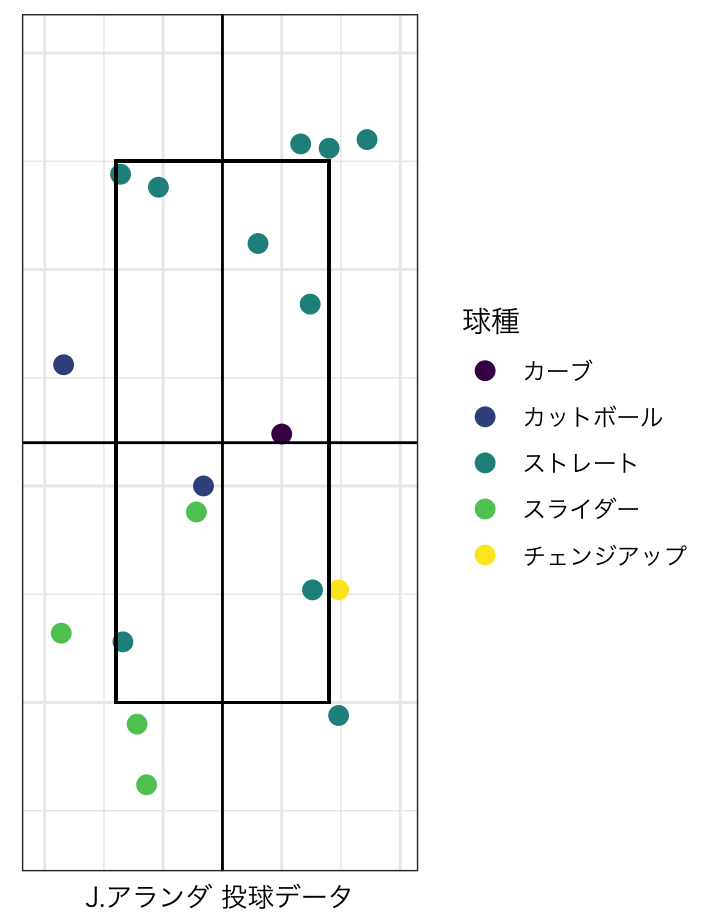 球種
カーブ
カットボール
ストレート
スライダー
チェンジアップ
J.アランダ 投球データ